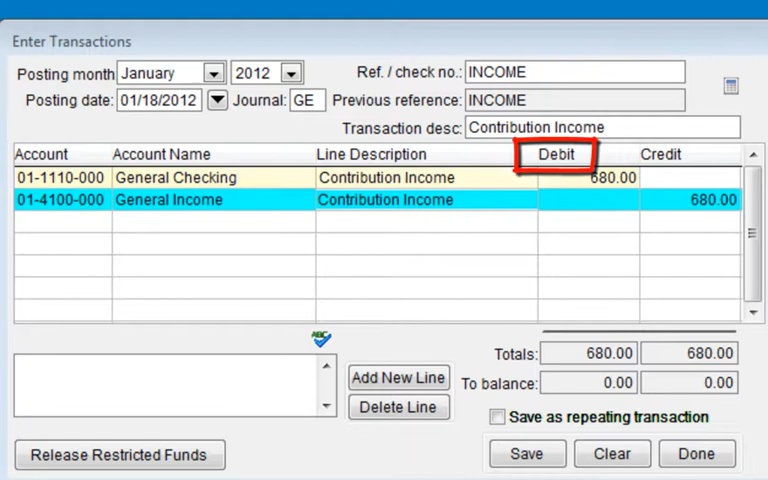 Enter Transactions
Posting month January 2012 Ref. / check no.: INCOME
Posting date: 01/18/2012 Journal: GE Previous reference: INCOME
Transaction desc: Contribution Income
Account Account Name Line Description Debit Credit
01-1110-000 General Checking Contribution Income 680.00
01-4100-000 General Income Contribution Income 680.00
ABC
Totals: 680.00 680.00
Add New Line To balance: 0.00 0.00
Delete Line Save as repeating transaction
Release Restricted Funds Save Clear Done